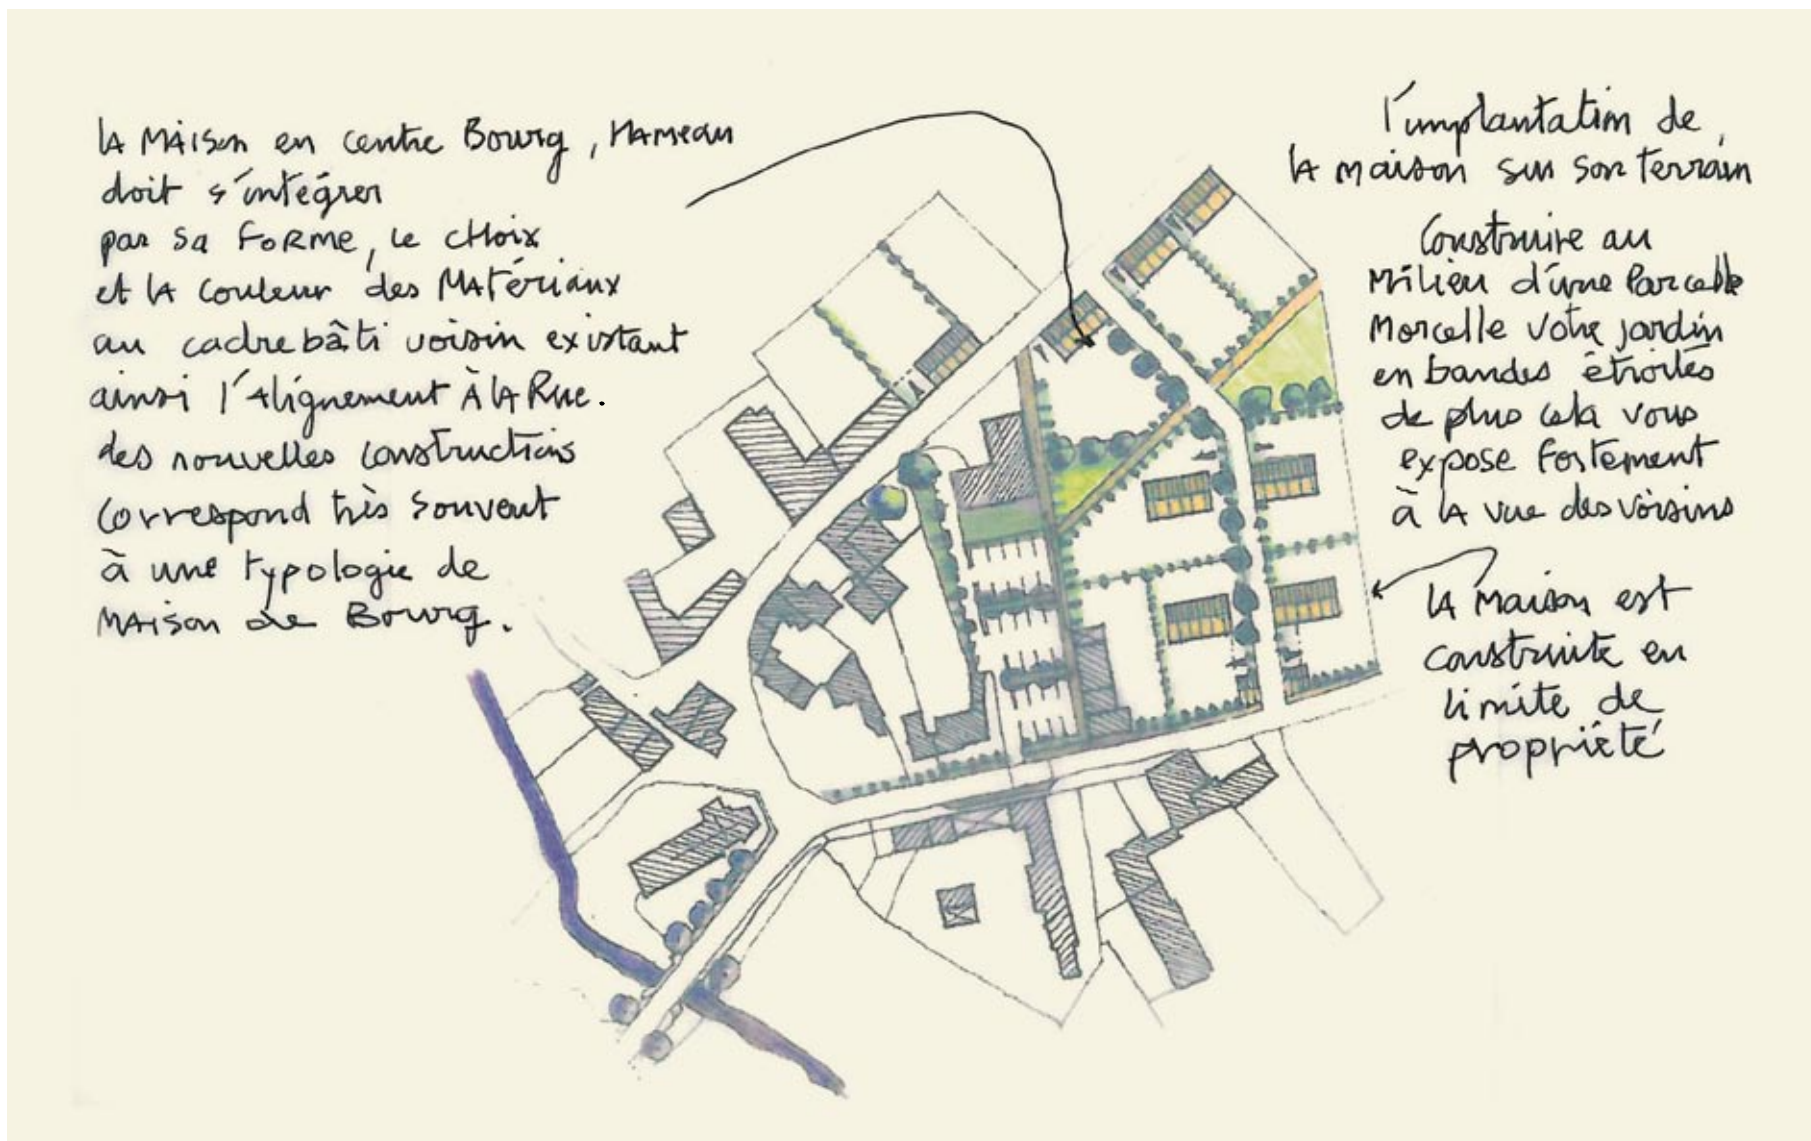 la maison en centre Bourg, Hameau
doit s'intégrer
par sa forme, le choix
et la couleur des Matériaux
au cadre bâti voisin existant
ainsi l'Alignement à la Rue.
des nouvelles constructions
correspond très souvent
à une typologie de
Maison de Bourg.
l'implantation de
la maison sur son terrain
Construire au
Milieu d'une Parcelle
Morcelle votre jardin
en bandes étroites
de plus cela vous
expose fortement
à la vue des voisins
la maison est
construite en
limite de
propriété